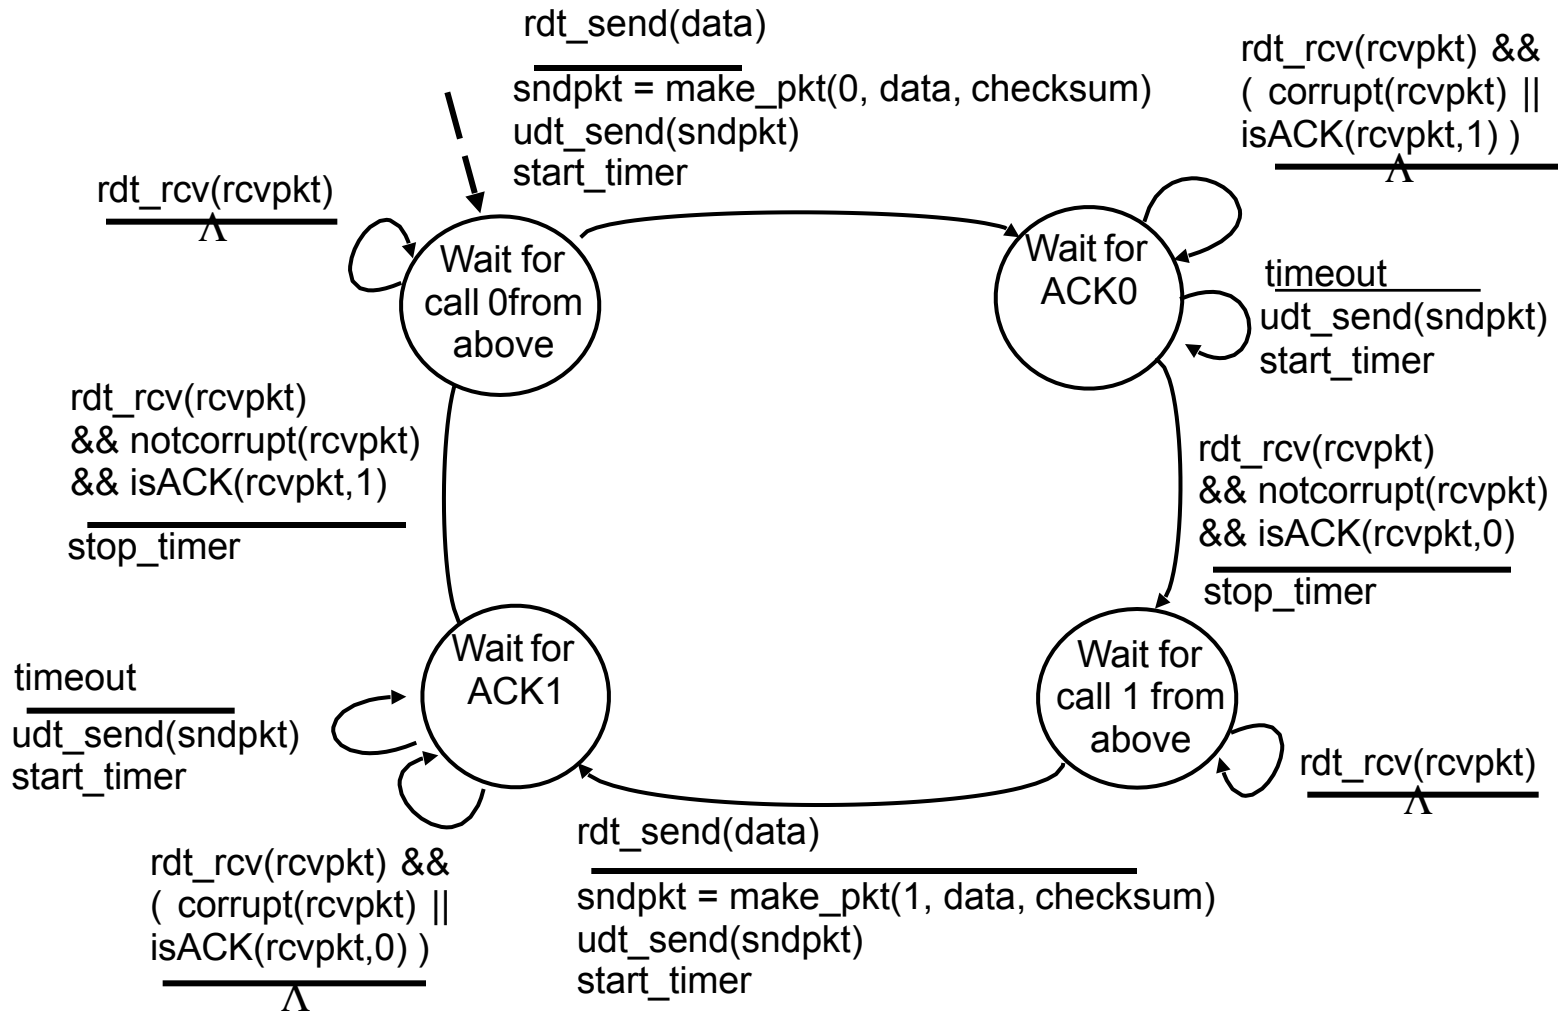 rdt_send(data)
sndpkt = make_pkt(0, data, checksum)
udt_send(sndpkt)
start_timer
rdt_rcv(rcvpkt) &&
( corrupt(rcvpkt) ||
isACK(rcvpkt,1) )
Λ
rdt_rcv(rcvpkt)
Λ
Wait for
call 0from
above
Wait for
ACK0
timeout
udt_send(sndpkt)
start_timer
rdt_rcv(rcvpkt)
&& notcorrupt(rcvpkt)
&& isACK(rcvpkt,1)
stop_timer
rdt_rcv(rcvpkt)
&& notcorrupt(rcvpkt)
&& isACK(rcvpkt,0)
stop_timer
Wait for
ACK1
Wait for
call 1 from
above
timeout
udt_send(sndpkt)
start_timer
rdt_rcv(rcvpkt)
Λ
rdt_rcv(rcvpkt) &&
( corrupt(rcvpkt) ||
isACK(rcvpkt,0) )
Λ
rdt_send(data)
sndpkt = make_pkt(1, data, checksum)
udt_send(sndpkt)
start_timer